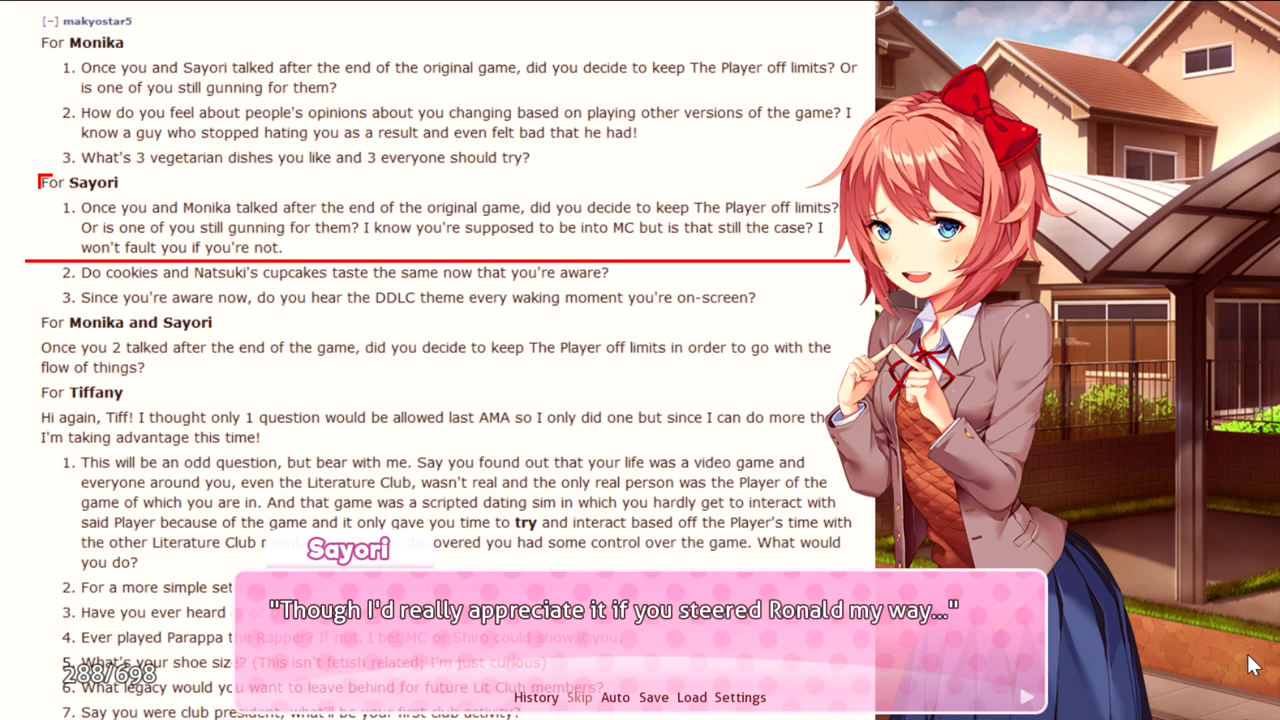 [−] makyostar5
For Monika
1. Once you and Sayori talked after the end of the original game, did you decide to keep The Player off limits? Or
is one of you still gunning for them?
2. How do you feel about people's opinions about you changing based on playing other versions of the game? I
know a guy who stopped hating you as a result and even felt bad that he had!
3. What's 3 vegetarian dishes you like and 3 everyone should try?
For Sayori
1. Once you and Monika talked after the end of the original game, did you decide to keep The Player off limits?
Or is one of you still gunning for them? I know you're supposed to be into MC but is that still the case? I
won't fault you if you're not.
2. Do cookies and Natsuki's cupcakes taste the same now that you're aware?
3. Since you're aware now, do you hear the DDLC theme every waking moment you're on-screen?
For Monika and Sayori
Once you 2 talked after the end of the game, did you decide to keep The Player off limits in order to go with the
flow of things?
For Tiffany
Hi again, Tiff! I thought only 1 question would be allowed last AMA so I only did one but since I can do more th
I'm taking advantage this time!
1. This will be an odd question, but bear with me. Say you found out that your life was a video game and
everyone around you, even the Literature Club, wasn't real and the only real person was the Player of the
game of which you are in. And that game was a scripted dating sim in which you hardly get to interact with
said Player because of the game and it only gave you time to try and interact based off the Player's time with
the other Literature Club discovered you had some control over the game. What would
you do?
Sayori
2. For a more simple set
"Though I'd really appreciate it if you steered Ronald my way..."
3. Have you ever heard
4. Ever played Parappa the Rapper? If not, I bet MC or Shiro could show it you.
5. What's your shoe size? (This isn't fetish related; I'm just curious)
288/698
6. What legacy would you want to leave behind for future Lit Club members?
History Skip Auto Save Load Settings
7. Say you were club president, what'll be your first club activity?